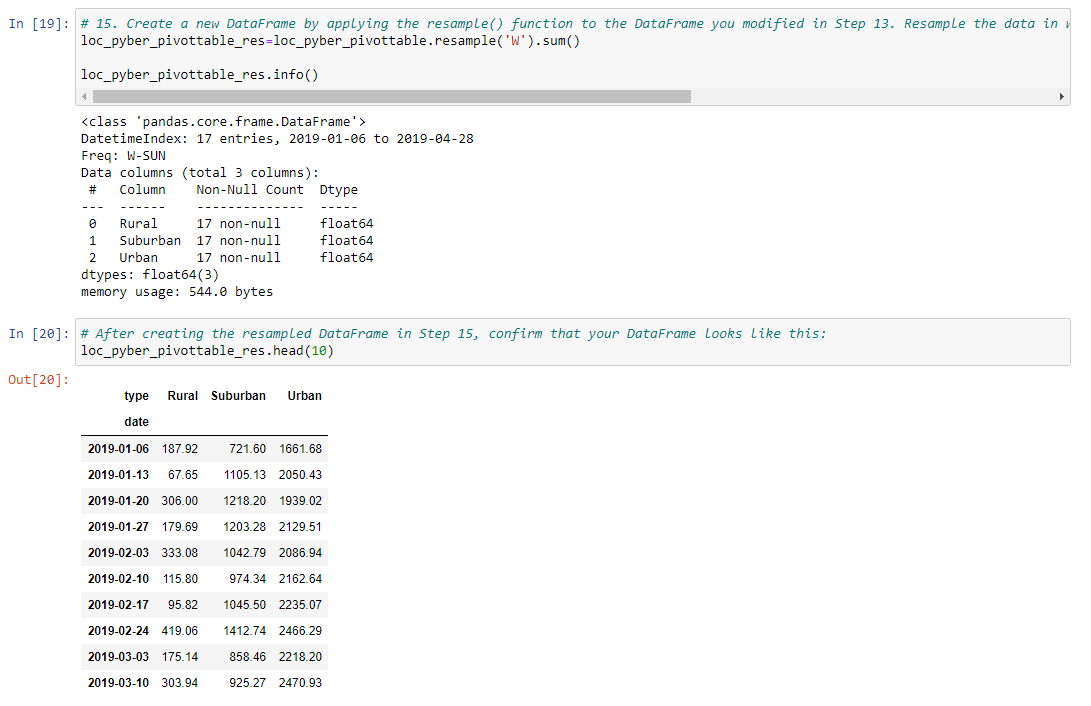 In [19]: # 15. Create a new DataFrame by applying the resample() function to the DataFrame you modified in Step 13. Resample the data in
loc_pyber_pivottable_res=loc_pyber_pivottable.resample('W').sum()
loc_pyber_pivottable_res.info()
<class 'pandas.core.frame.DataFrame'>
DatetimeIndex: 17 entries, 2019-01-06 to 2019-04-28
Freq: W-SUN
Data columns (total 3 columns):
 #   Column    Non-Null Count  Dtype
---  ------    --------------  -----
 0   Rural     17 non-null     float64
 1   Suburban  17 non-null     float64
 2   Urban     17 non-null     float64
dtypes: float64(3)
memory usage: 544.0 bytes
In [20]: # After creating the resampled DataFrame in Step 15, confirm that your DataFrame looks like this:
loc_pyber_pivottable_res.head(10)
Out[20]:
type Rural Suburban Urban
date
2019-01-06 187.92 721.60 1661.68
2019-01-13 67.65 1105.13 2050.43
2019-01-20 306.00 1218.20 1939.02
2019-01-27 179.69 1203.28 2129.51
2019-02-03 333.08 1042.79 2086.94
2019-02-10 115.80 974.34 2162.64
2019-02-17 95.82 1045.50 2235.07
2019-02-24 419.06 1412.74 2466.29
2019-03-03 175.14 858.46 2218.20
2019-03-10 303.94 925.27 2470.93